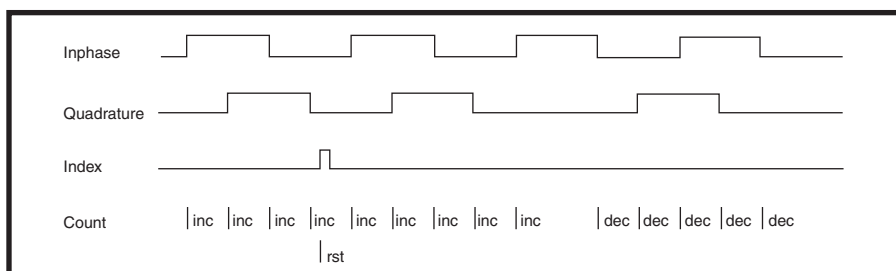 Inphase
Quadrature
Index
Count inc inc inc inc inc inc inc inc inc dec dec dec dec dec
rst